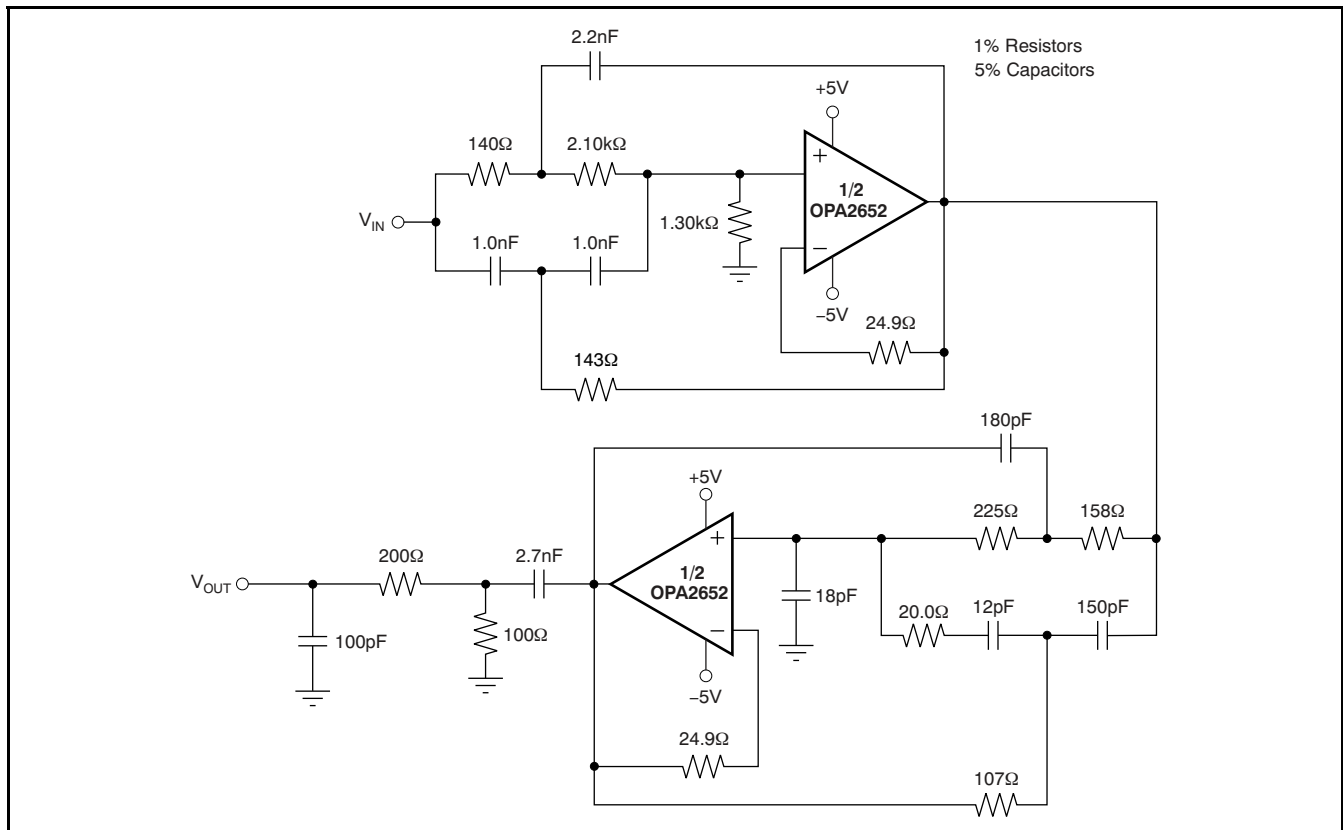 2.2nF
1% Resistors
5% Capacitors
+5V
140Ω
2.10kΩ
+
1/2
OPA2652
1.30kΩ
VIN
1.0nF
1.0nF
−
−5V
24.9Ω
143Ω
180pF
+5V
225Ω
158Ω
+
200Ω
2.7nF
VOUT
1/2
OPA2652
18pF
20.0Ω
12pF
150pF
100pF
100Ω
−
−5V
24.9Ω
107Ω